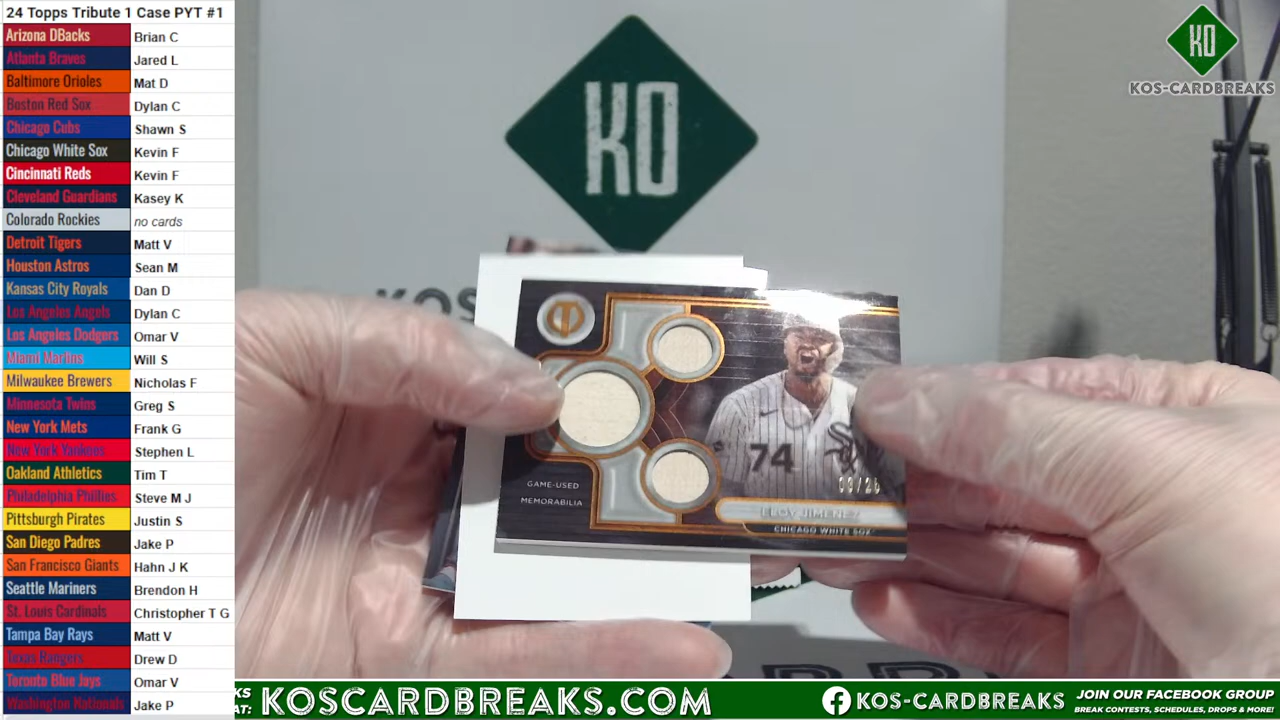 24 Topps Tribute 1 Case PYT #1
Arizona DBacks Brian C
Atlanta Braves Jared L
Baltimore Orioles Mat D
Boston Red Sox Dylan C
Chicago Cubs Shawn S
Chicago White Sox Kevin F
Cincinnati Reds Kevin F
Cleveland Guardians Kasey K
Colorado Rockies no cards
Detroit Tigers Matt V
Houston Astros Sean M
Kansas City Royals Dan D
Los Angeles Angels Dylan C
Los Angeles Dodgers Omar V
Miami Marlins Will S
Milwaukee Brewers Nicholas F
Minnesota Twins Greg S
New York Mets Frank G
New York Yankees Stephen L
Oakland Athletics Tim T
Philadelphia Phillies Steve M J
Pittsburgh Pirates Justin S
San Diego Padres Jake P
San Francisco Giants Hahn J K
Seattle Mariners Brendon H
St. Louis Cardinals Christopher T G
Tampa Bay Rays Matt V
Texas Rangers Drew D
Toronto Blue Jays Omar V
Washington Nationals Jake P
KO
KO
KOS-CARDBREAKS
KOS
GAME-USED
MEMORABILIA
74
SOX
ELOY JIMENEZ
CHICAGO WHITE SOX
KS
AT:
KOSCARDBREAKS.COM
KOS-CARDBREAKS
JOIN OUR FACEBOOK GROUP
BREAK CONTESTS, SCHEDULES, DROPS & MORE!